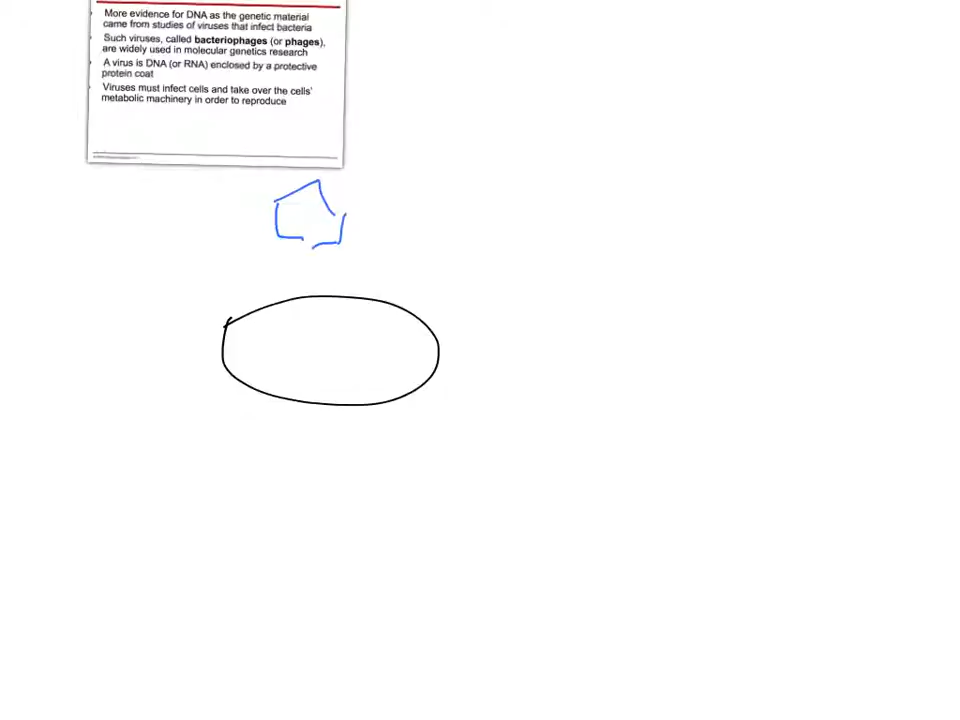 More evidence for DNA as the genetic material
came from studies of viruses that infect bacteria
Such viruses, called bacteriophages (or phages),
are widely used in molecular genetics research
A virus is DNA (or RNA) enclosed by a protective
protein coat
Viruses must infect cells and take over the cells'
metabolic machinery in order to reproduce